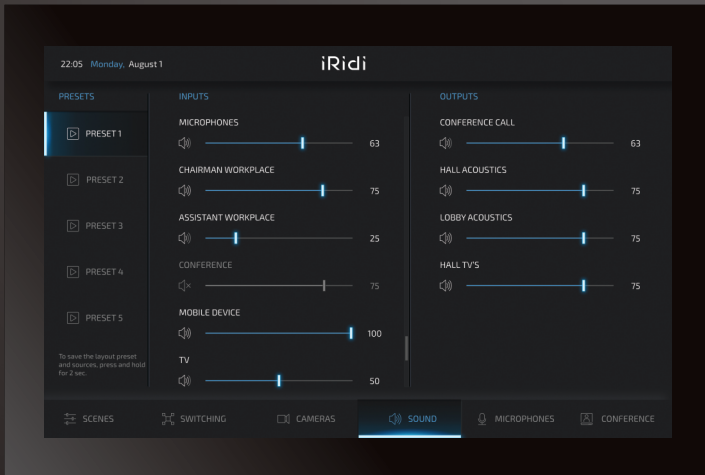 22:05 Monday, August 1
iRidi
PRESETS
PRESET 1
PRESET 2
PRESET 3
PRESET 4
PRESET 5
To save the layout preset
and sources, press and hold
for 2 sec.
INPUTS
MICROPHONES
63
CHAIRMAN WORKPLACE
75
ASSISTANT WORKPLACE
25
CONFERENCE
75
MOBILE DEVICE
100
TV
50
OUTPUTS
CONFERENCE CALL
63
HALL ACOUSTICS
75
LOBBY ACOUSTICS
75
HALL TV'S
75
SCENES
SWITCHING
CAMERAS
SOUND
MICROPHONES
CONFERENCE